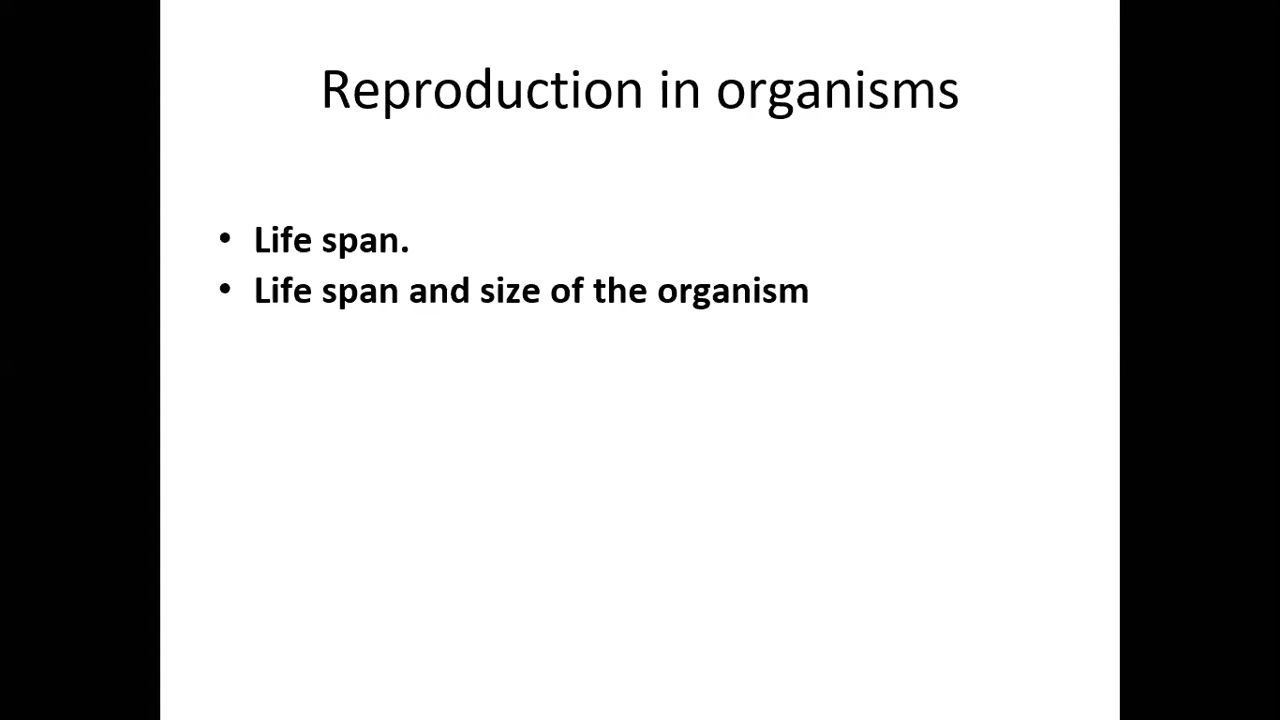 Reproduction in organisms
• Life span.
• Life span and size of the organism